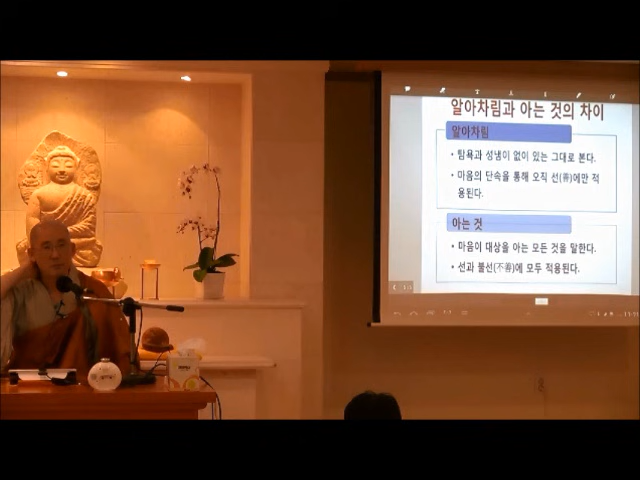 알아차림과 아는 것의 차이
알아차림
• 탐욕과 성냄이 없이 있는 그대로 본다.
• 마음의 단속을 통해 오직 선(善)에만 적
용된다.
아는 것
• 마음이 대상을 아는 모든 것을 말한다.
• 선과 불선(不善)에 모두 적용된다.